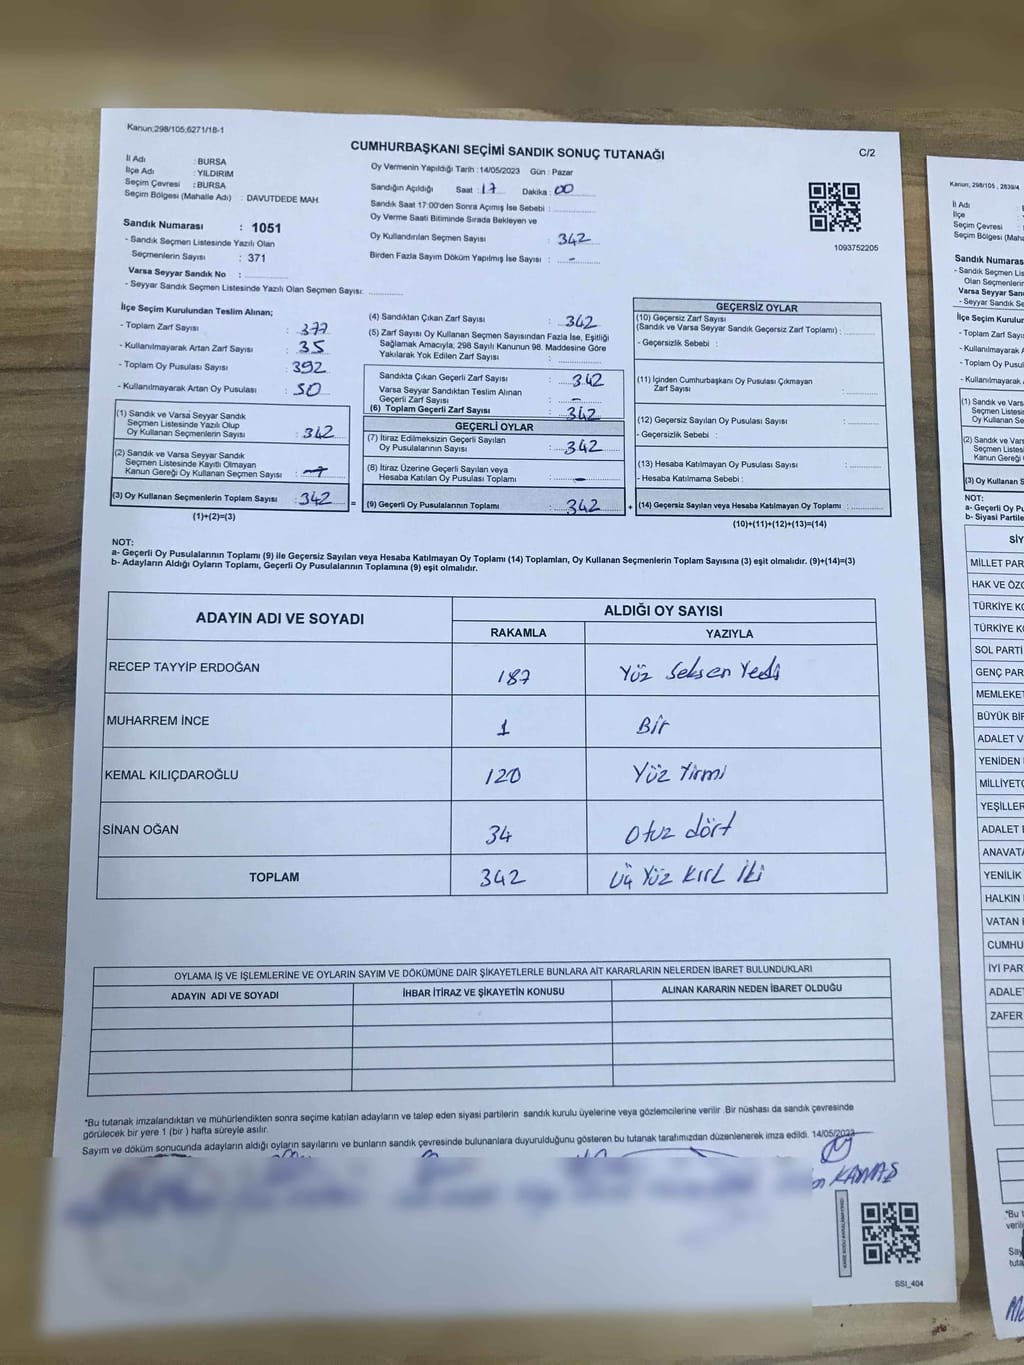 Kanun,298/105,6271/18-1
CUMHURBAŞKANI SEÇİMİ SANDIK SONUÇ TUTANAĞI
C/2
İl Adı : BURSA
İlçe Adı : YILDIRIM
Seçim Çevresi : BURSA
Seçim Bölgesi (Mahalle Adı) : DAVUTDEDE MAH.
Sandık Numarası : 1051
- Sandık Seçmen Listesinde Yazılı Olan
Seçmenlerin Sayısı : 371
Varsa Seyyar Sandık No :
- Seyyar Sandık Seçmen Listesinde Yazılı Olan Seçmen Sayısı:
Oy Vermenin Yapıldığı Tarih : 14/05/2023 Gün : Pazar
Sandığın Açıldığı Saat : 17 Dakika : 00
Sandık Saat 17:00'den Sonra Açımış İse Sebebi :
Oy Verme Saati Bitiminde Sırada Bekleyen ve
Oy Kullandırılan Seçmen Sayısı : 342
Birden Fazla Sayım Döküm Yapılmış İse Sayısı : -
1093752205
İlçe Seçim Kurulundan Teslim Alınan;
- Toplam Zarf Sayısı : 377
- Kullanılmayarak Artan Zarf Sayısı : 35
- Toplam Oy Pusulası Sayısı : 392
- Kullanılmayarak Artan Oy Pusulası : 50
(1) Sandık ve Varsa Seyyar Sandık
Seçmen Listesinde Yazılı Olup
Oy Kullanan Seçmenlerin Sayısı : 342
(2) Sandık ve Varsa Seyyar Sandık
Seçmen Listesinde Kayıtlı Olmayan
Kanun Gereği Oy Kullanan Seçmen Sayısı :
(3) Oy Kullanan Seçmenlerin Toplam Sayısı : 342 =
(1)+(2)=(3)
(4) Sandıktan Çıkan Zarf Sayısı : 342
(5) Zarf Sayısı Oy Kullanan Seçmen Sayısından Fazla İse, Eşitliği
Sağlamak Amacıyla, 298 Sayılı Kanunun 98. Maddesine Göre
Yakılarak Yok Edilen Zarf Sayısı :
Sandıkta Çıkan Geçerli Zarf Sayısı : 342
Varsa Seyyar Sandıktan Teslim Alınan
Geçerli Zarf Sayısı : -
(6) Toplam Geçerli Zarf Sayısı : 342
GEÇERLİ OYLAR
(7) İtiraz Edilmeksizin Geçerli Sayılan
Oy Pusulalarının Sayısı : 342
(8) İtiraz Üzerine Geçerli Sayılan veya
Hesaba Katılan Oy Pusulası Toplamı : -
(9) Geçerli Oy Pusulalarının Toplamı : 342 +
GEÇERSİZ OYLAR
(10) Geçersiz Zarf Sayısı
(Sandık ve Varsa Seyyar Sandık Geçersiz Zarf Toplamı) :
- Geçersizlik Sebebi :
(11) İçinden Cumhurbaşkanı Oy Pusulası Çıkmayan
Zarf Sayısı :
(12) Geçersiz Sayılan Oy Pusulası Sayısı :
- Geçersizlik Sebebi :
(13) Hesaba Katılmayan Oy Pusulası Sayısı :
- Hesaba Katılmama Sebebi :
(14) Geçersiz Sayılan veya Hesaba Katılmayan Oy Toplamı :
(10)+(11)+(12)+(13)=(14)
NOT:
a- Geçerli Oy Pusulalarının Toplamı (9) ile Geçersiz Sayılan veya Hesaba Katılmayan Oy Toplamı (14) Toplamları, Oy Kullanan Seçmenlerin Toplam Sayısına (3) eşit olmalıdır. (9)+(14)=(3)
b- Adayların Aldığı Oyların Toplamı, Geçerli Oy Pusulalarının Toplamına (9) eşit olmalıdır.
ADAYIN ADI VE SOYADI
ALDIĞI OY SAYISI
RAKAMLA YAZIYLA
RECEP TAYYİP ERDOĞAN 187 Yüz Seksen Yedi
MUHARREM İNCE 1 Bir
KEMAL KILIÇDAROĞLU 120 Yüz Yirmi
SİNAN OĞAN 34 Otuz dört
TOPLAM 342 Üç Yüz Kırk İki
OYLAMA İŞ VE İŞLEMLERİNE VE OYLARIN SAYIM VE DÖKÜMÜNE DAİR ŞİKAYETLERLE BUNLARA AİT KARARLARIN NELERDEN İBARET BULUNDUKLARI
ADAYIN ADI VE SOYADI İHBAR İTİRAZ VE ŞİKAYETİN KONUSU ALINAN KARARIN NEDEN İBARET OLDUĞU
*Bu tutanak imzalandıktan ve mühürlendikten sonra seçime katılan adayların ve talep eden siyasi partilerin sandık kurulu üyelerine veya gözlemcilerine verilir. Bir nüshası da sandık çevresinde
görülecek bir yere 1 (bir) hafta süreyle asılır.
Sayım ve döküm sonucunda adayların aldığı oyların sayılarını ve bunların sandık çevresinde bulunanlara duyurulduğunu gösteren bu tutanak tarafımızdan düzenlenerek imza edildi. 14/05/2023
SSI_404
Kanun, 298/105, 2839/4
İl Adı
İlçe
Seçim Çevresi
Seçim Bölgesi (Maha
Sandık Numaras
- Sandık Seçmen Lis
Olan Seçmenlerin
Varsa Seyyar San
- Seyyar Sandık Se
İlçe Seçim Kurulur
- Toplam Zarf Sayıs
- Kullanılmayarak
- Toplam Oy Pusula
- Kullanılmayarak A
(1) Sandık ve Vars
Seçmen Listesin
Oy Kullanan Se
(2) Sandık ve Vars
Seçmen Listesin
Kanun Gereği O
(3) Oy Kullanan Se
NOT:
a- Geçerli Oy Pu
b- Siyasi Partile
SİY
MİLLET PAR
HAK VE ÖZG
TÜRKİYE KO
TÜRKİYE KO
SOL PARTİ
GENÇ PAR
MEMLEKET
BÜYÜK BİR
ADALET V
YENİDEN
MİLLİYETÇ
YEŞİLLER
ADALET
ANAVATA
YENİLİK
HALKIN
VATAN
CUMHU
İYİ PAR
ADALET
ZAFER
*Bu t
veril
Say
tuta